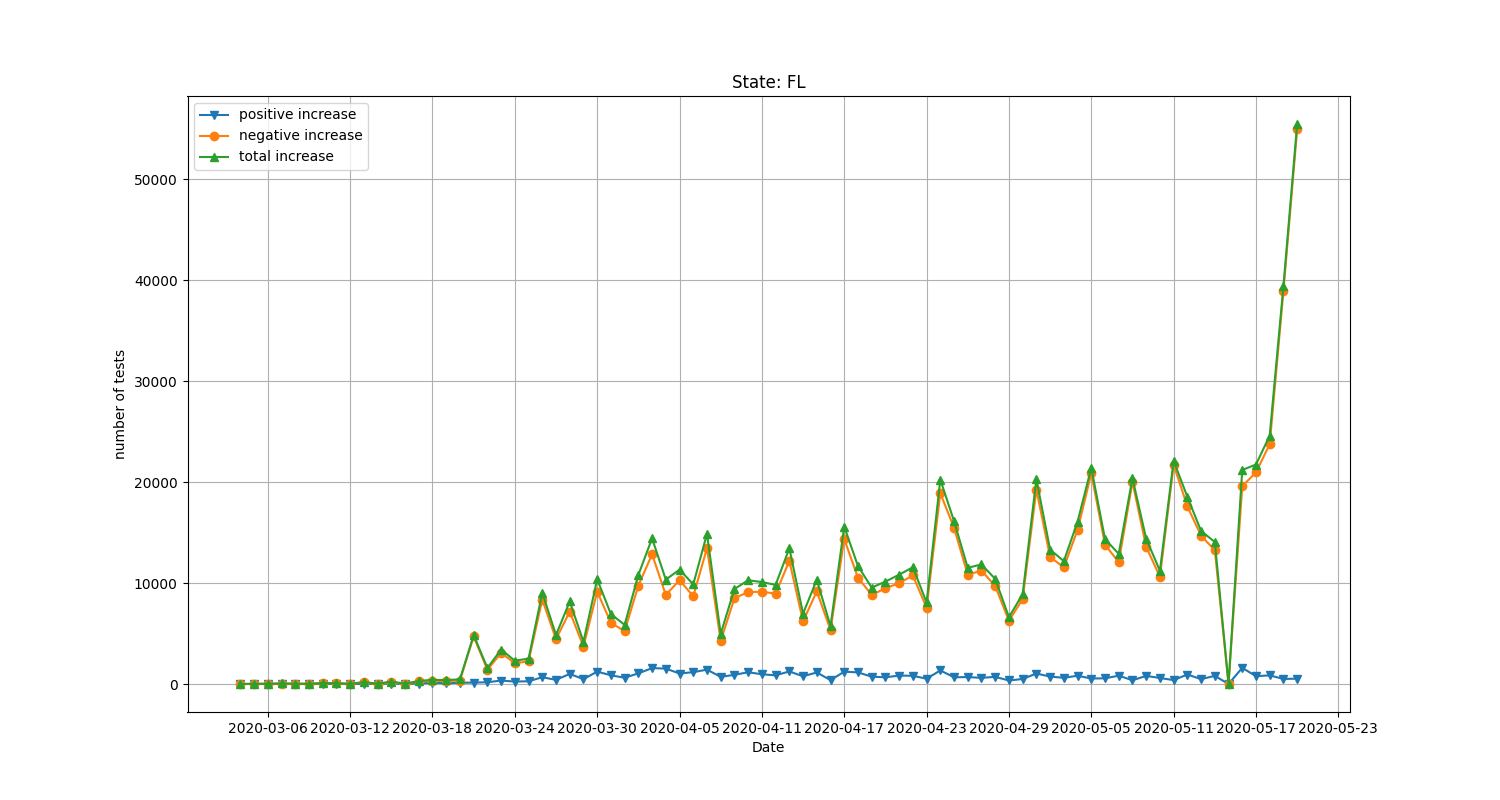 State: FL
positive increase
negative increase
total increase
number of tests
50000
40000
30000
20000
10000
0
2020-03-06 2020-03-12 2020-03-18 2020-03-24 2020-03-30 2020-04-05 2020-04-11 2020-04-17 2020-04-23 2020-04-29 2020-05-05 2020-05-11 2020-05-17 2020-05-23
Date